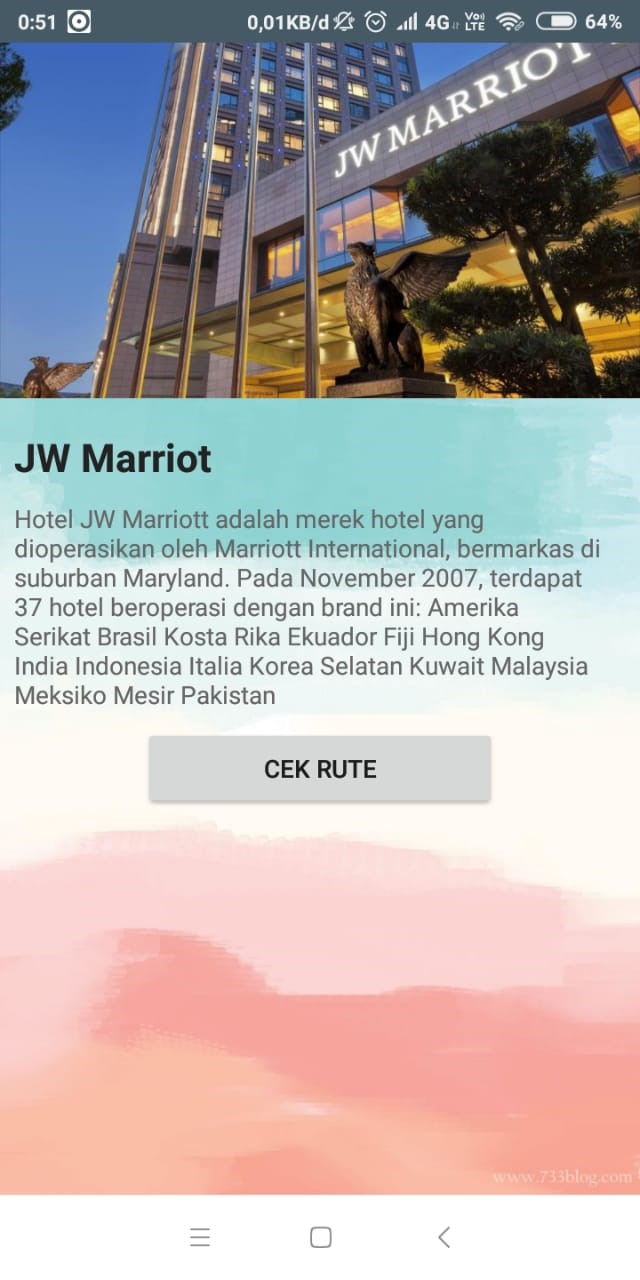 0:51 0,01KB/d 4G Vo) LTE 64%
JW MARRIOTT
JW Marriot
Hotel JW Marriott adalah merek hotel yang
dioperasikan oleh Marriott International, bermarkas di
suburban Maryland. Pada November 2007, terdapat
37 hotel beroperasi dengan brand ini: Amerika
Serikat Brasil Kosta Rika Ekuador Fiji Hong Kong
India Indonesia Italia Korea Selatan Kuwait Malaysia
Meksiko Mesir Pakistan
CEK RUTE
www.733blog.com